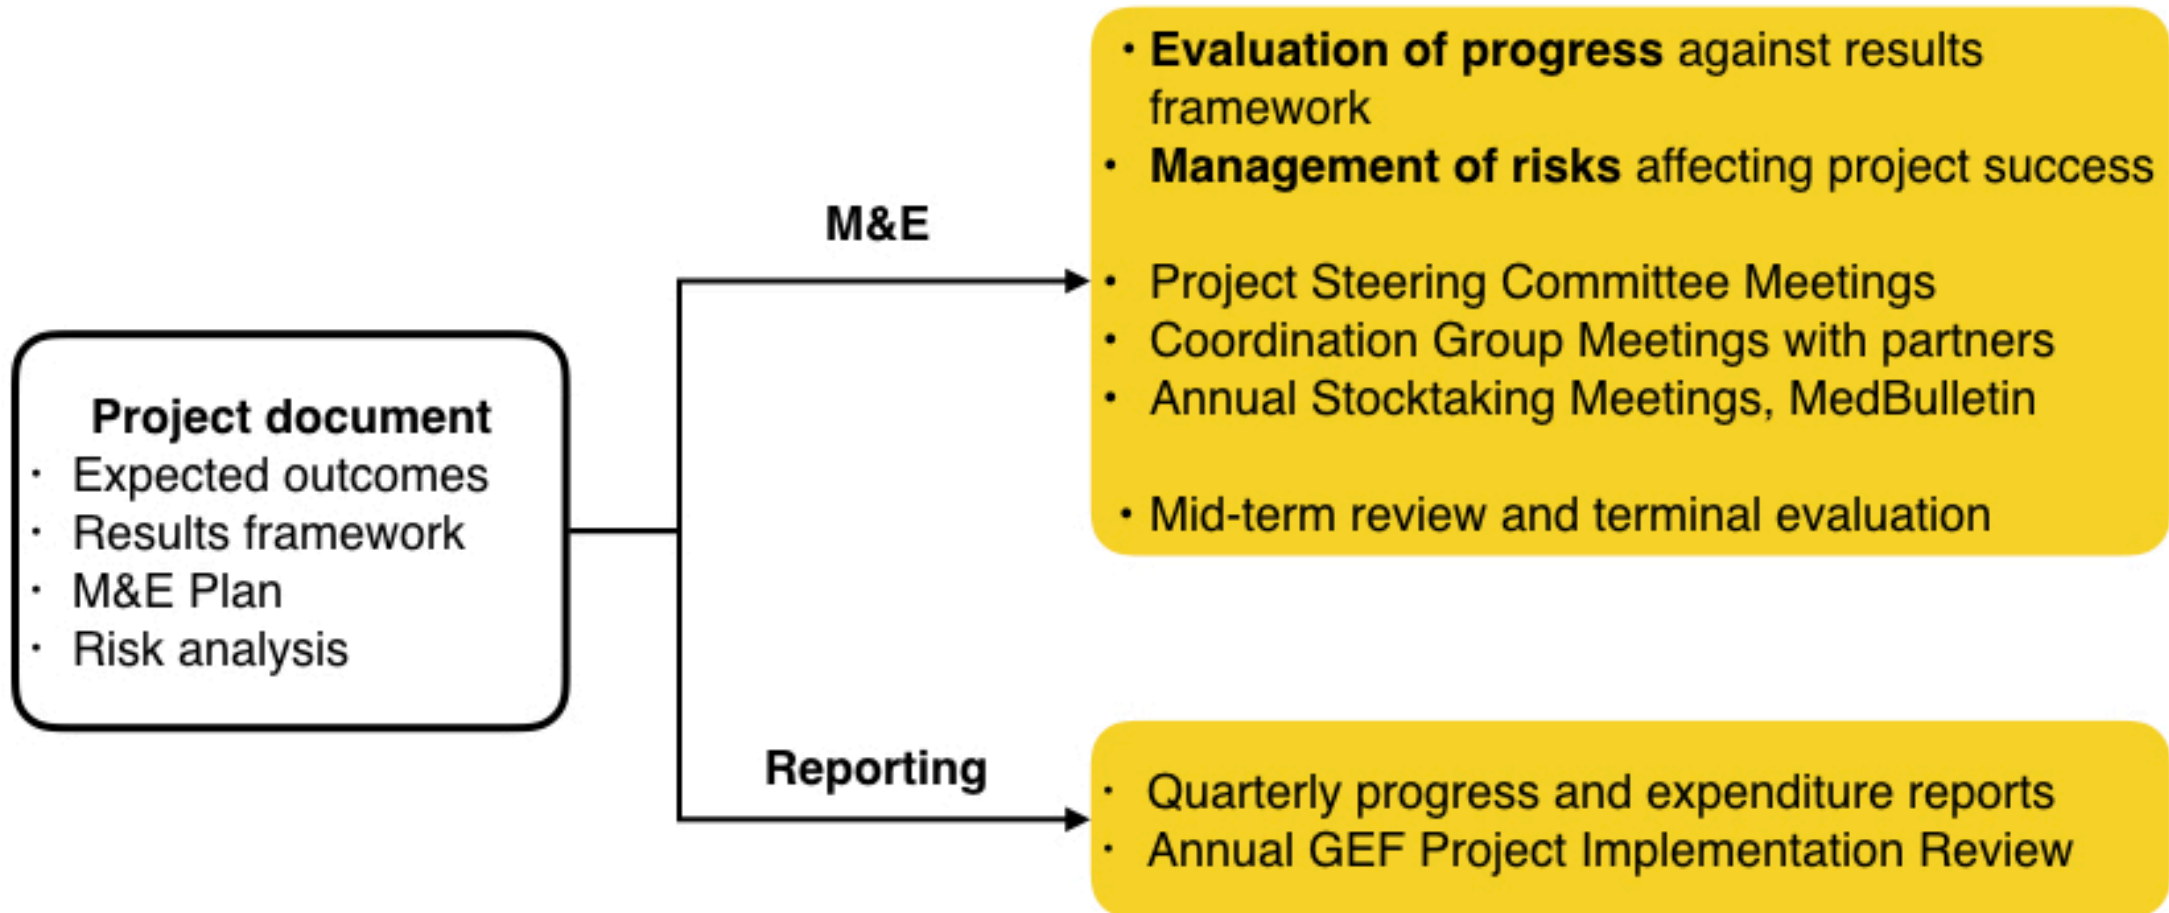 Project document
· Expected outcomes
· Results framework
· M&E Plan
· Risk analysis
M&E
• Evaluation of progress against results
framework
• Management of risks affecting project success
• Project Steering Committee Meetings
• Coordination Group Meetings with partners
• Annual Stocktaking Meetings, MedBulletin
• Mid-term review and terminal evaluation
Reporting
· Quarterly progress and expenditure reports
· Annual GEF Project Implementation Review